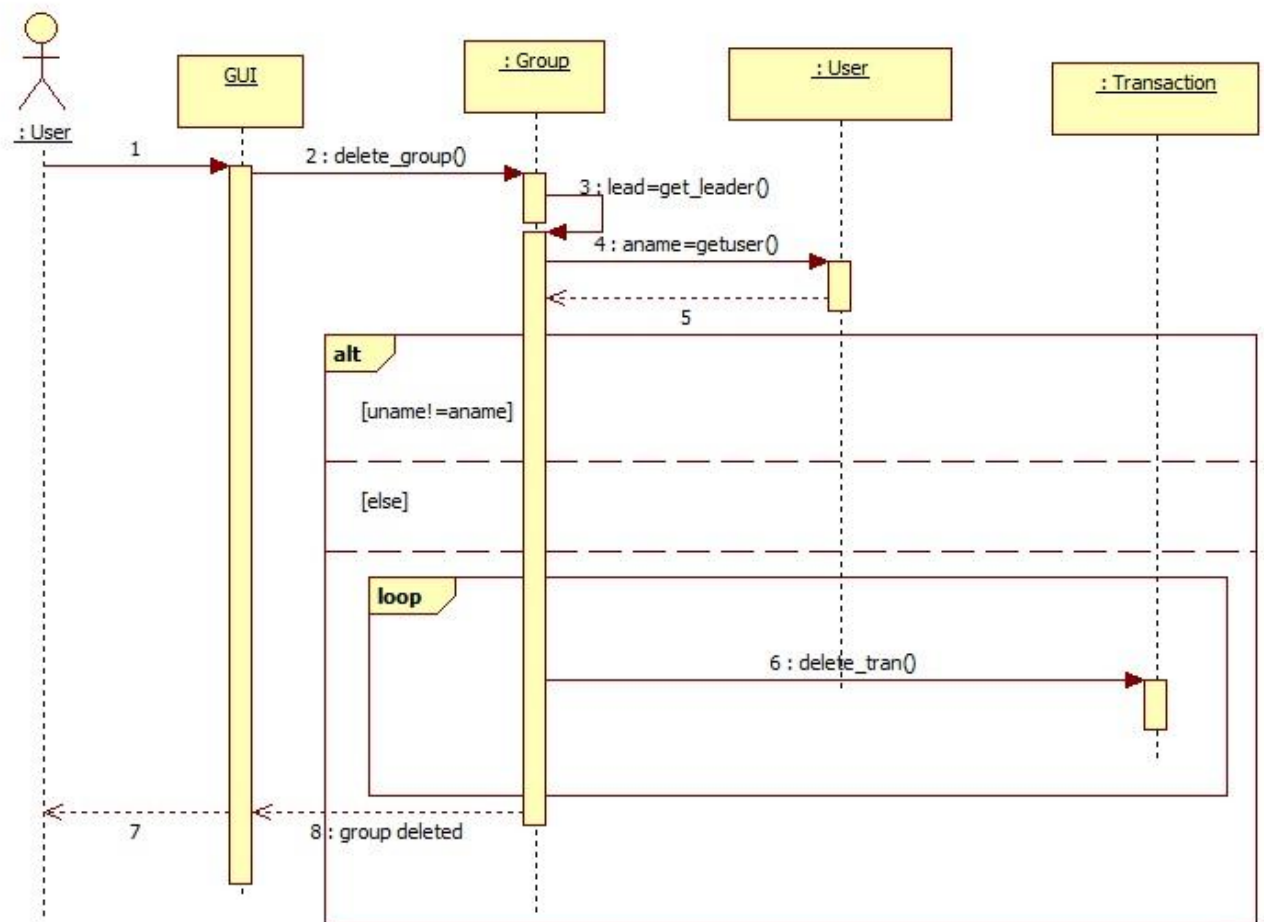 : Group
: User
GUI
: Transaction
: User
1
2 : delete_group()
3 : lead=get_leader()
4 : aname=getuser()
5
alt
[uname!=aname]
[else]
loop
6 : delete_tran()
7
8 : group deleted